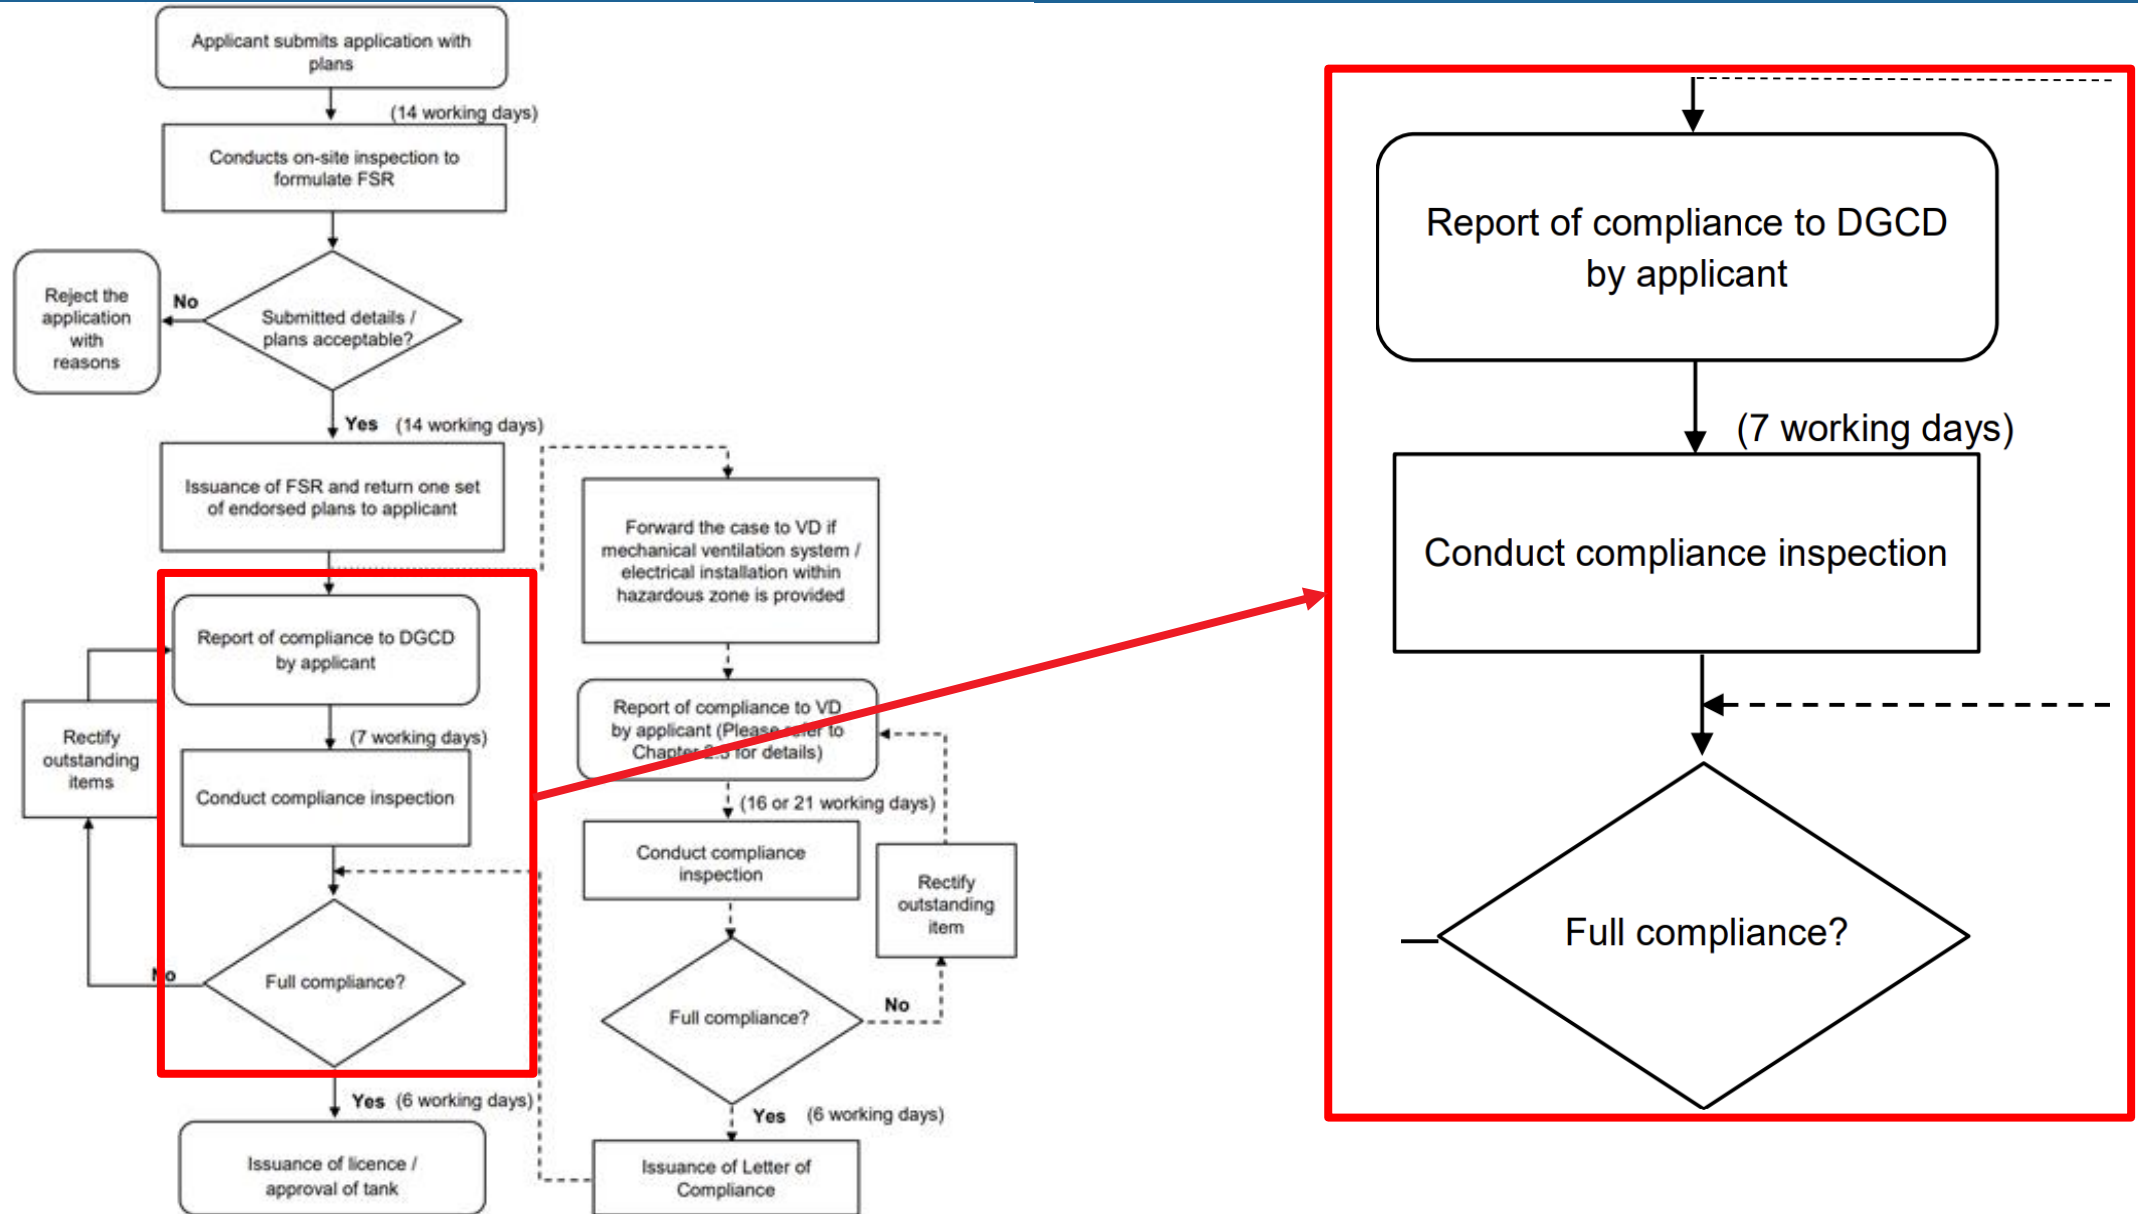 Applicant submits application with
plans
(14 working days)
Conducts on-site inspection to
formulate FSR
Reject the
application
with
reasons
No
Submitted details /
plans acceptable?
Yes (14 working days)
Issuance of FSR and return one set
of endorsed plans to applicant
Forward the case to VD if
mechanical ventilation system /
electrical installation within
hazardous zone is provided
Report of compliance to DGCD
by applicant
Rectify
outstanding
items
(7 working days)
Conduct compliance inspection
No
Full compliance?
Yes (6 working days)
Issuance of licence /
approval of tank
Report of compliance to VD
by applicant (Please refer to
Chapter 2.3 for details)
(16 or 21 working days)
Conduct compliance
inspection
Rectify
outstanding
item
Full compliance?
No
Yes (6 working days)
Issuance of Letter of
Compliance
Report of compliance to DGCD
by applicant
(7 working days)
Conduct compliance inspection
Full compliance?